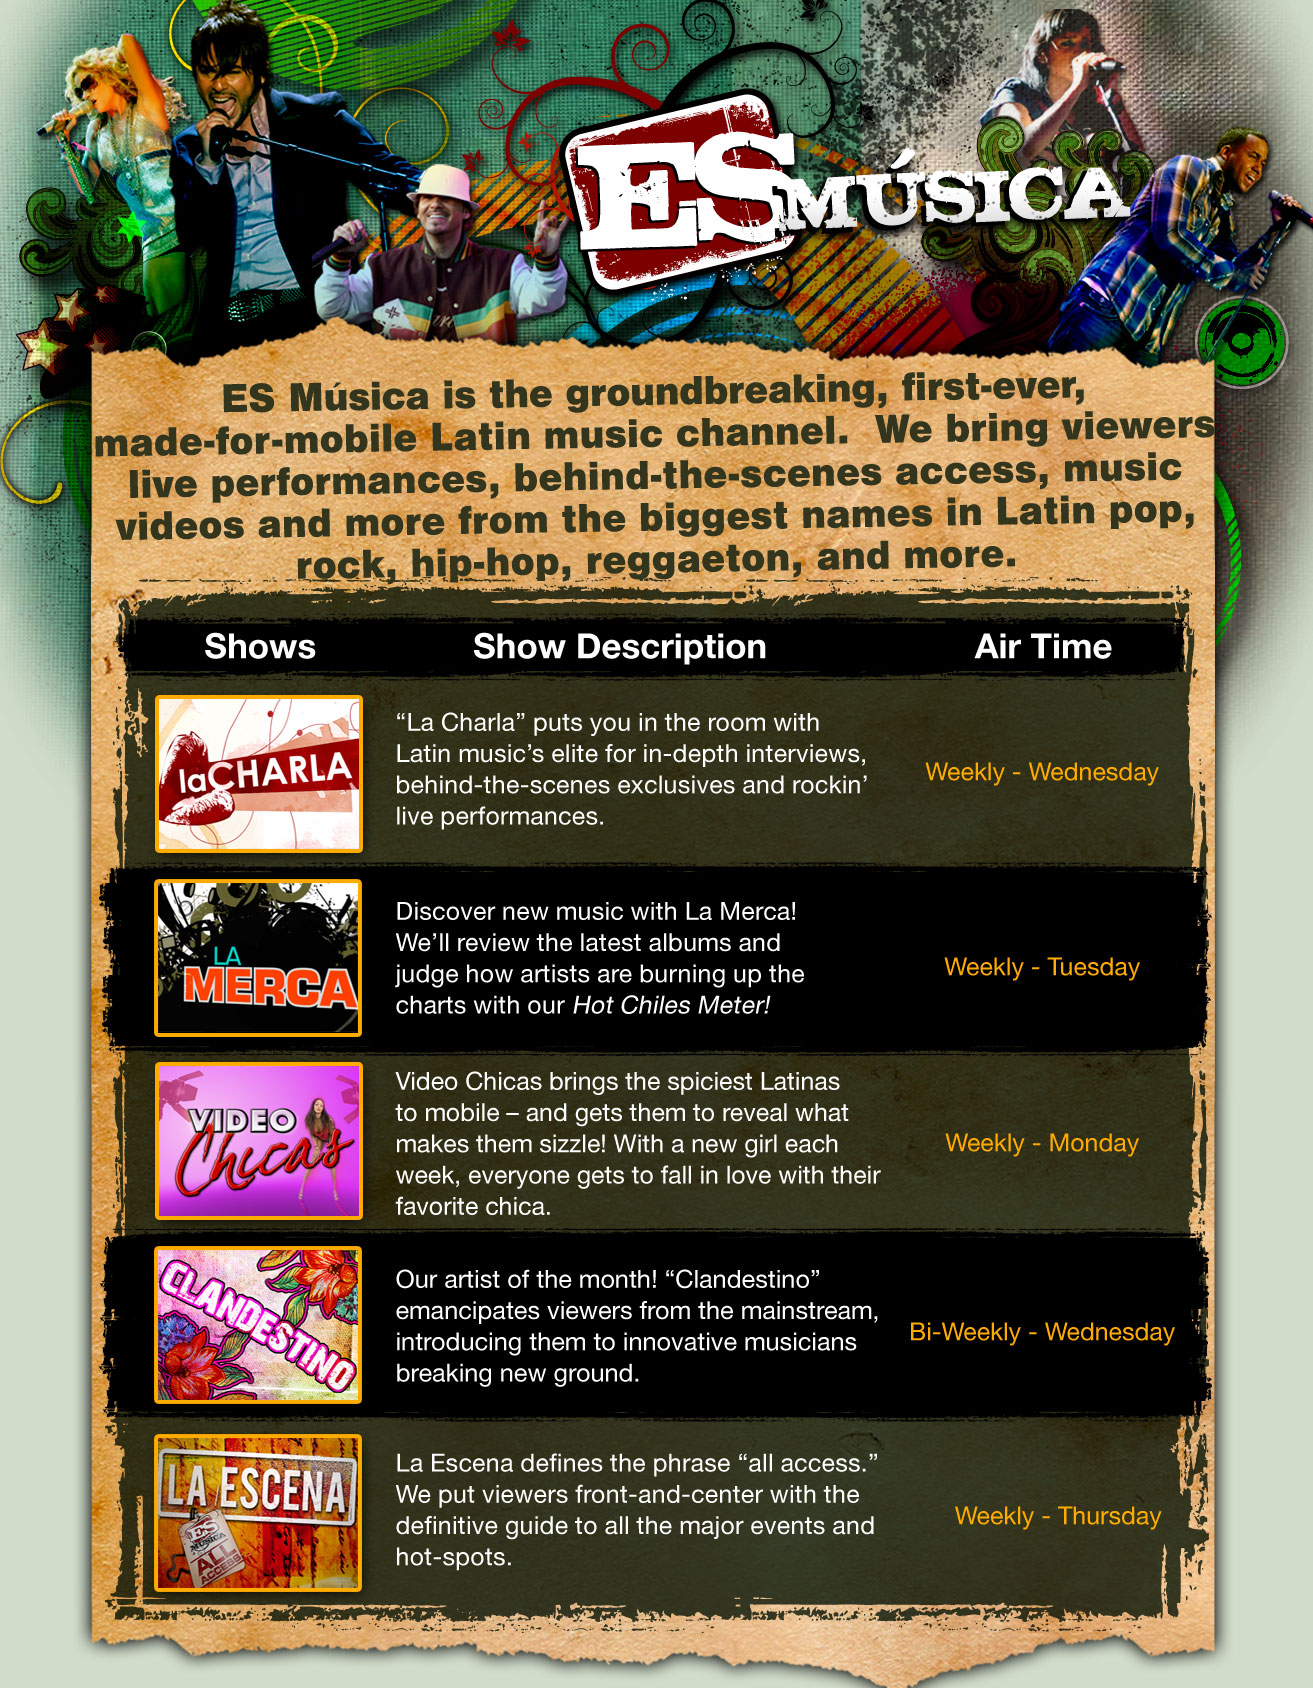 ES MÚSICA
ES Música is the groundbreaking, first-ever,
made-for-mobile Latin music channel.  We bring viewers
live performances, behind-the-scenes access, music
videos and more from the biggest names in Latin pop,
rock, hip-hop, reggaeton, and more.
Shows Show Description Air Time
laCHARLA
“La Charla” puts you in the room with
Latin music’s elite for in-depth interviews,
behind-the-scenes exclusives and rockin’
live performances.
Weekly - Wednesday
LA
MERCA
Discover new music with La Merca!
We’ll review the latest albums and
judge how artists are burning up the
charts with our Hot Chiles Meter!
Weekly - Tuesday
VIDEO
Chicas
Video Chicas brings the spiciest Latinas
to mobile – and gets them to reveal what
makes them sizzle! With a new girl each
week, everyone gets to fall in love with their
favorite chica.
Weekly - Monday
CLANDESTINO
Our artist of the month! “Clandestino”
emancipates viewers from the mainstream,
introducing them to innovative musicians
breaking new ground.
Bi-Weekly - Wednesday
LA ESCENA
ES
MÚSICA
ALL
ACCESS
La Escena defines the phrase “all access.”
We put viewers front-and-center with the
definitive guide to all the major events and
hot-spots.
Weekly - Thursday